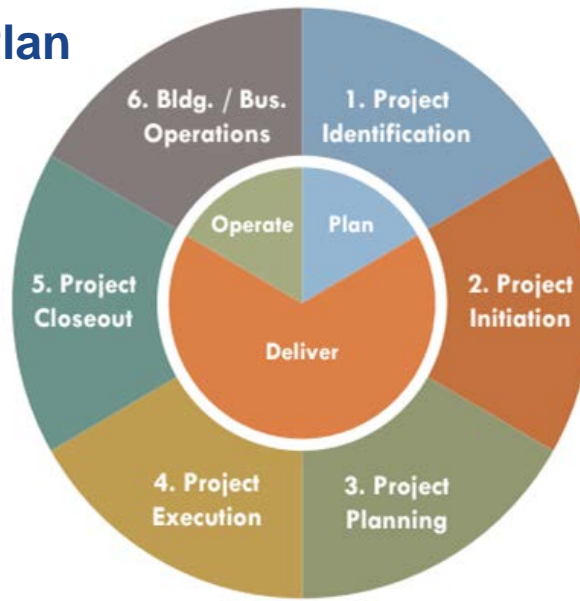 lan
6. Bldg. / Bus.
Operations
1. Project
Identification
Operate
Plan
5. Project
Closeout
2. Project
Initiation
Deliver
4. Project
Execution
3. Project
Planning